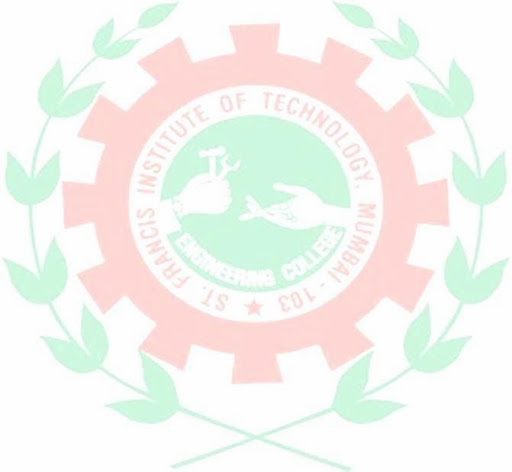 ST. FRANCIS INSTITUTE OF TECHNOLOGY, MUMBAI - 103
ENGINEERING COLLEGE